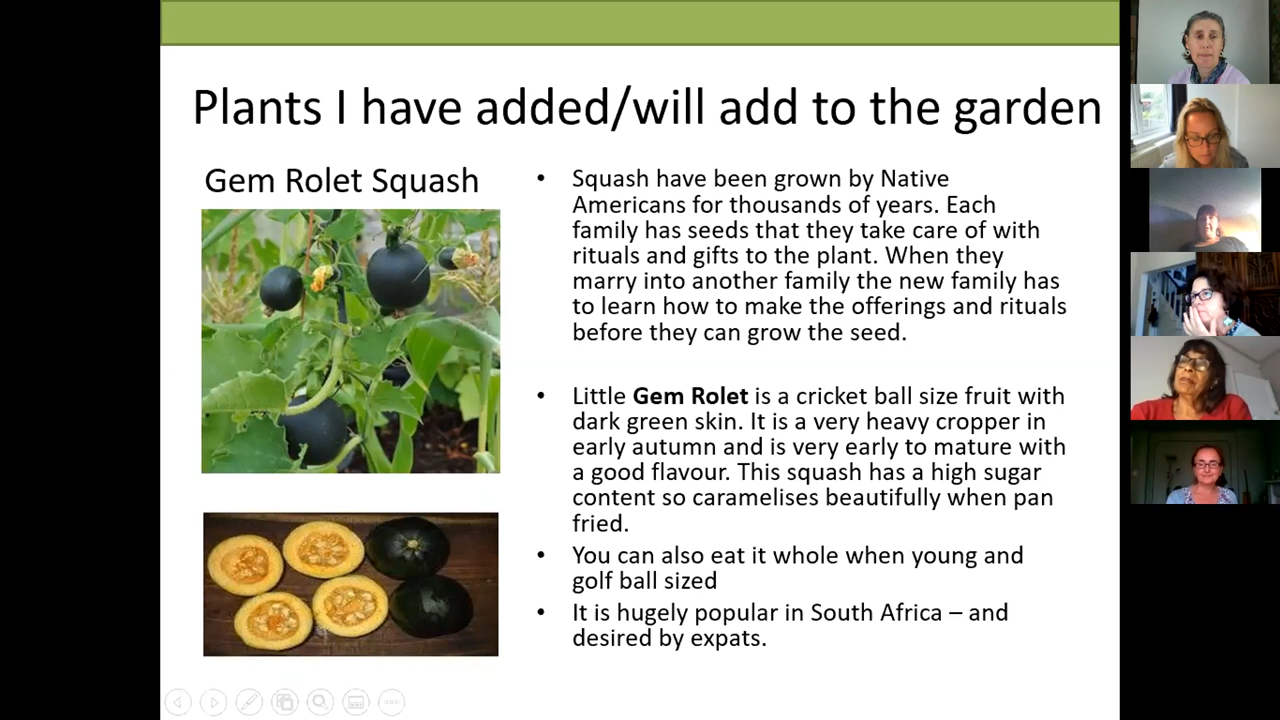 Plants I have added/will add to the garden
Gem Rolet Squash
• Squash have been grown by Native
Americans for thousands of years. Each
family has seeds that they take care of with
rituals and gifts to the plant. When they
marry into another family the new family has
to learn how to make the offerings and rituals
before they can grow the seed.
• Little Gem Rolet is a cricket ball size fruit with
dark green skin. It is a very heavy cropper in
early autumn and is very early to mature with
a good flavour. This squash has a high sugar
content so caramelises beautifully when pan
fried.
• You can also eat it whole when young and
golf ball sized
• It is hugely popular in South Africa – and
desired by expats.